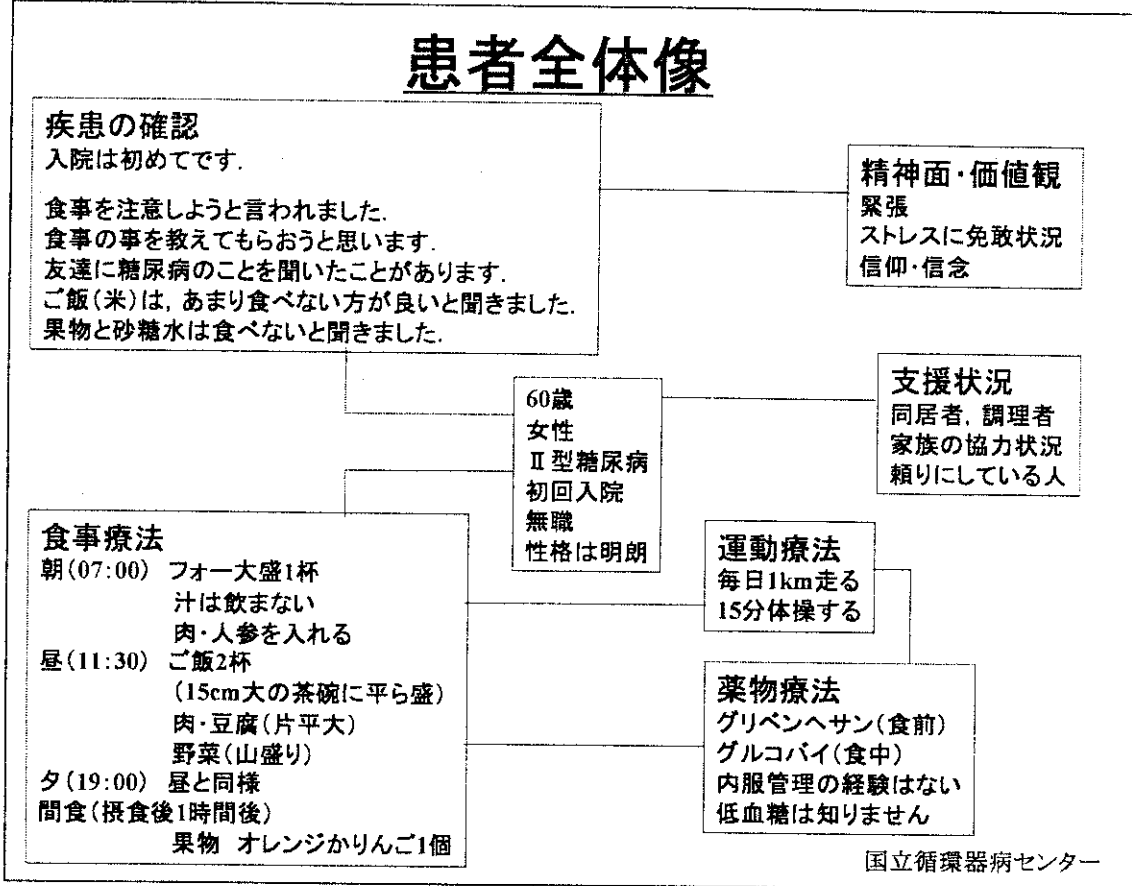 患者全体像
疾患の確認
入院は初めてです.
食事を注意しようと言われました.
食事の事を教えてもらおうと思います.
友達に糖尿病のことを聞いたことがあります.
ご飯(米)は, あまり食べない方が良いと聞きました.
果物と砂糖水は食べないと聞きました.
精神面・価値観
緊張
ストレスに免敢状況
信仰・信念
支援状況
同居者, 調理者
家族の協力状況
頼りにしている人
60歳
女性
Ⅱ型糖尿病
初回入院
無職
性格は明朗
食事療法
朝(07:00) フォー大盛1杯
汁は飲まない
肉・人参を入れる
昼(11:30) ご飯2杯
(15cm大の茶碗に平ら盛)
肉・豆腐(片平大)
野菜(山盛り)
夕(19:00) 昼と同様
間食(摂食後1時間後)
果物 オレンジかりんご1個
運動療法
毎日1km走る
15分体操する
薬物療法
グリベンヘサン(食前)
グルコバイ(食中)
内服管理の経験はない
低血糖は知りません
国立循環器病センター